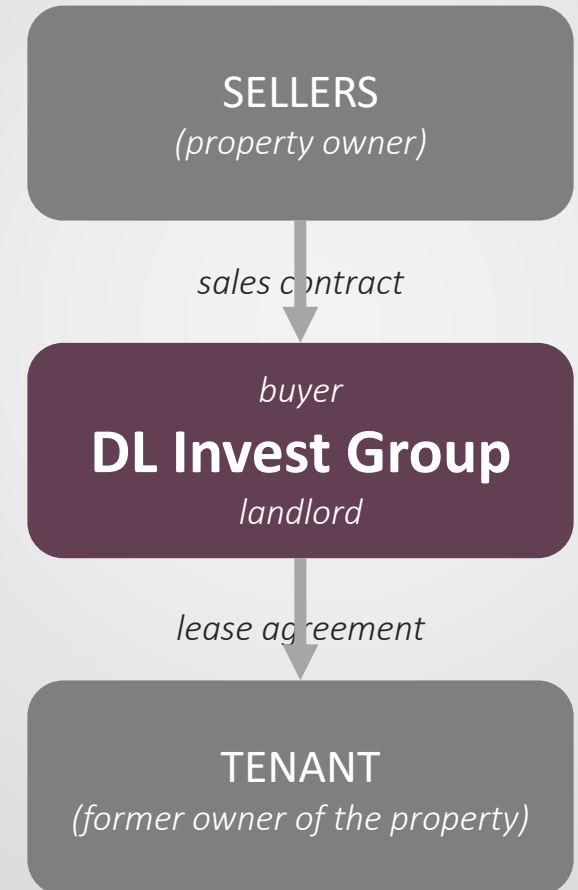 SELLERS
(property owner)
sales contract
buyer
DL Invest Group
landlord
lease agreement
TENANT
(former owner of the property)